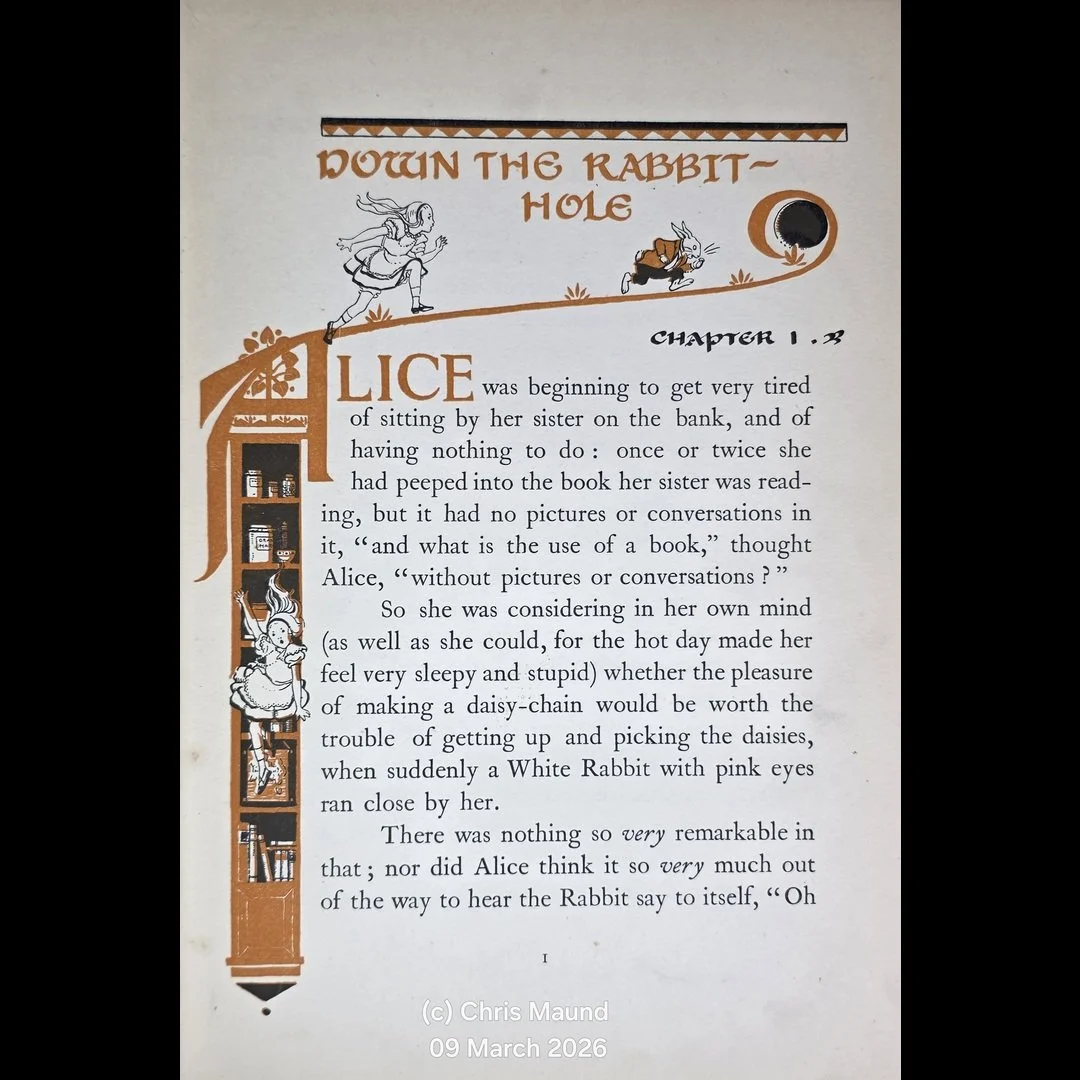 DOWN THE RABBIT-
HOLE
CHAPTER I.
ALICE was beginning to get very tired
of sitting by her sister on the bank, and of
having nothing to do : once or twice she
had peeped into the book her sister was read-
ing, but it had no pictures or conversations in
it, “and what is the use of a book,” thought
Alice, “without pictures or conversations ? ”
So she was considering in her own mind
(as well as she could, for the hot day made her
feel very sleepy and stupid) whether the pleasure
of making a daisy-chain would be worth the
trouble of getting up and picking the daisies,
when suddenly a White Rabbit with pink eyes
ran close by her.
There was nothing so very remarkable in
that ; nor did Alice think it so very much out
of the way to hear the Rabbit say to itself, “Oh
1
(c) Chris Maund
09 March 2026